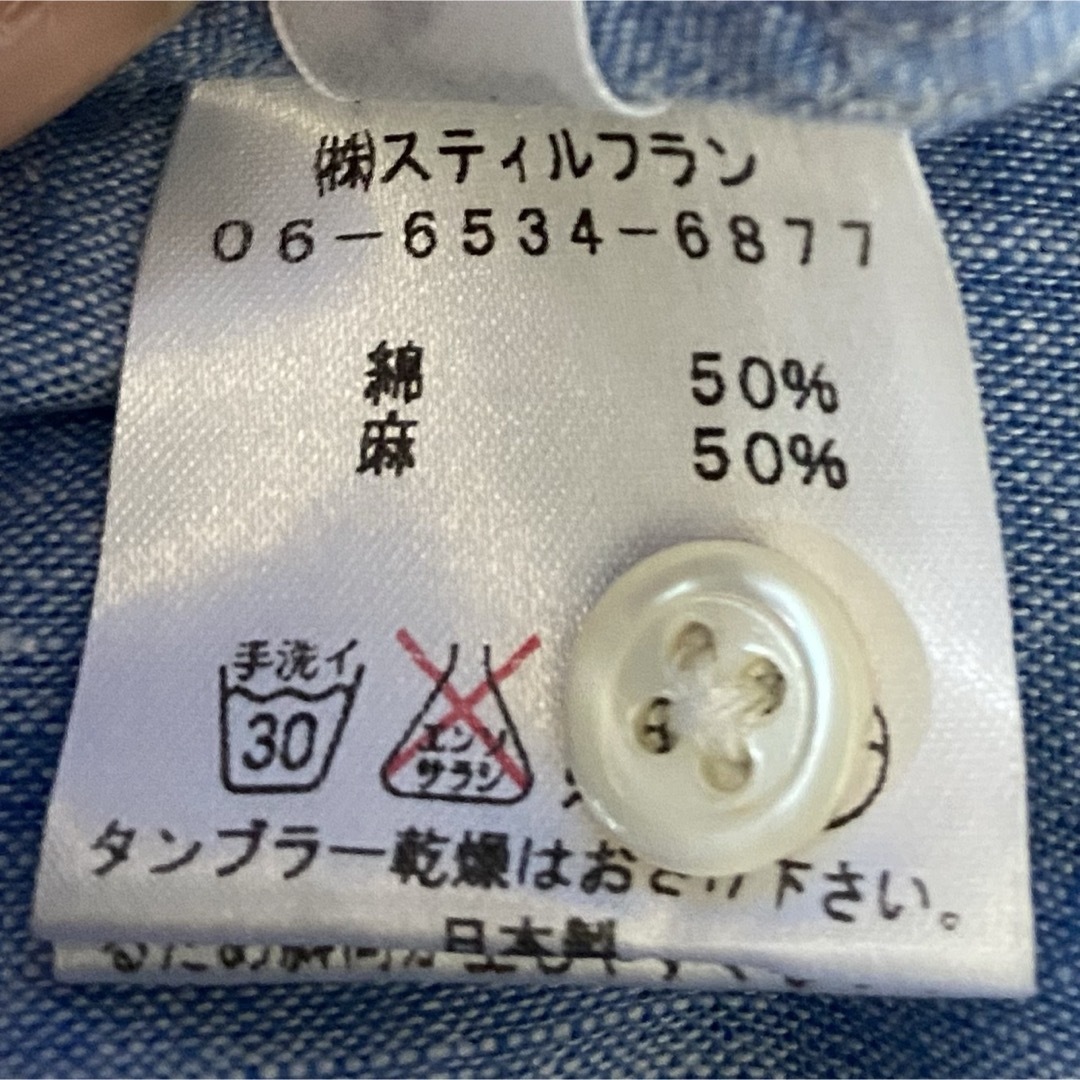 ㈱スティルフラン
06-6534-6877
綿 50%
麻 50%
手洗イ
30
エンソ
サラシ
タンブラー乾燥はおさけ下さい。
日本製